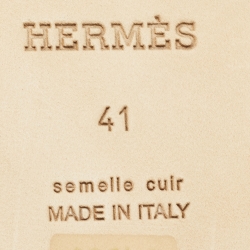 HERMÈS
41
semelle cuir
MADE IN ITALY